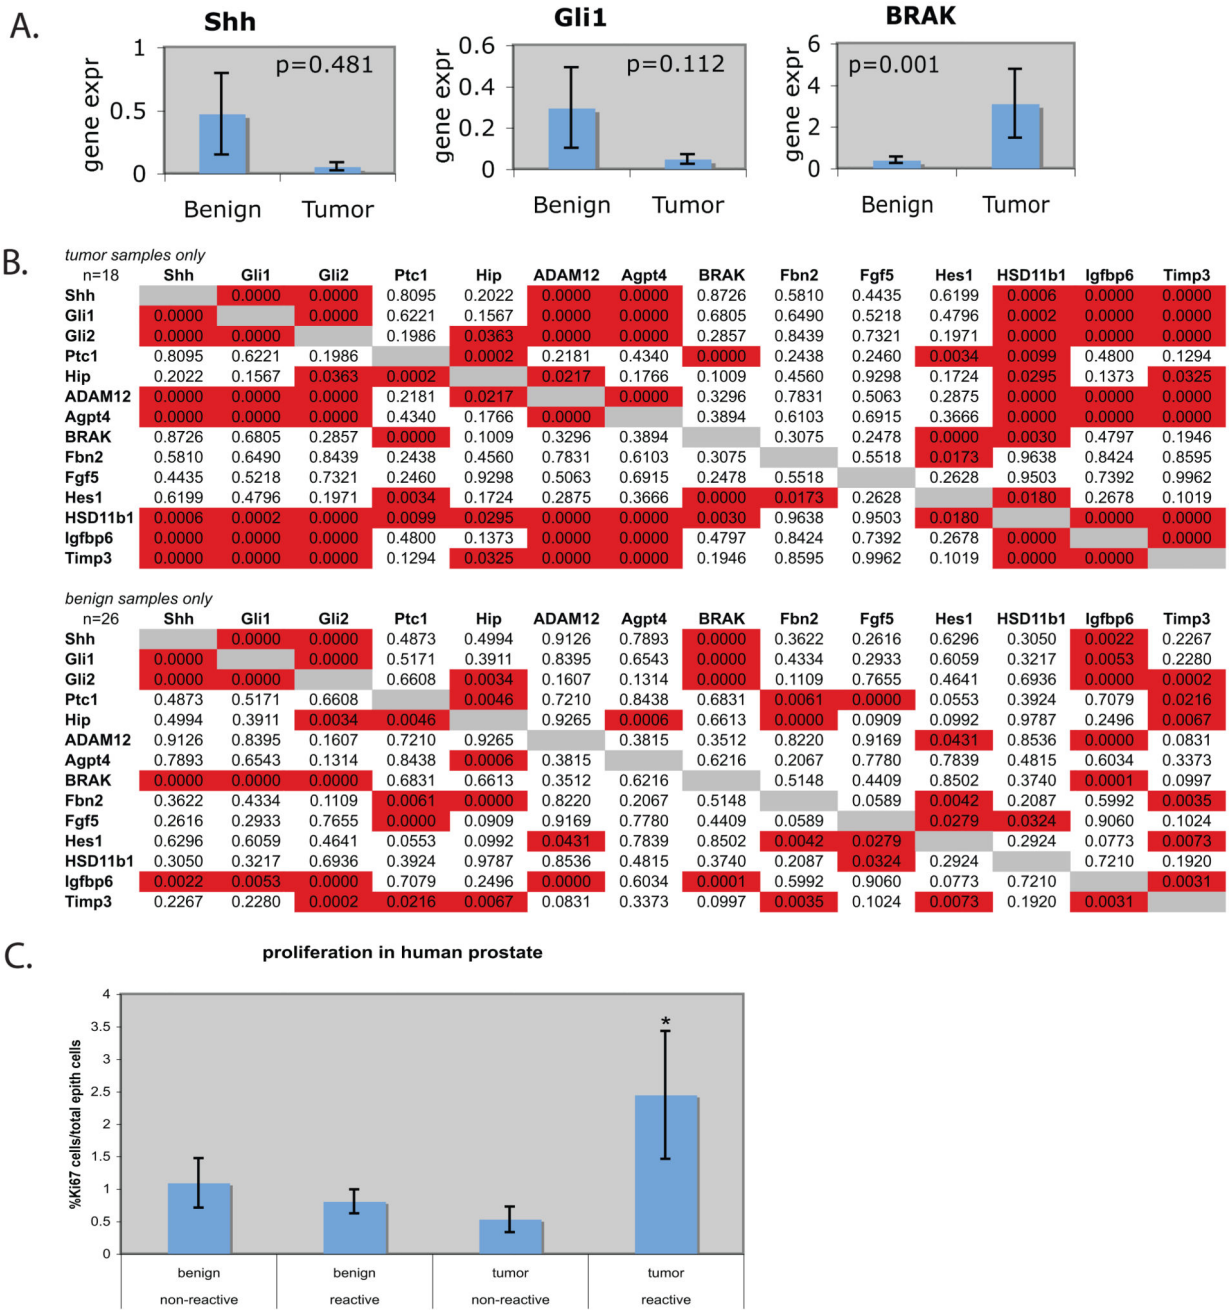 A.
Shh
Gli1
BRAK
gene expr
1
0.5
0
p=0.481
Benign Tumor
gene expr
0.6
0.4
0.2
0
p=0.112
Benign Tumor
gene expr
6
4
2
0
p=0.001
Benign Tumor
B.
tumor samples only
n=18 Shh Gli1 Gli2 Ptc1 Hip ADAM12 Agpt4 BRAK Fbn2 Fgf5 Hes1 HSD11b1 Igfbp6 Timp3
Shh 0.0000 0.0000 0.8095 0.2022 0.0000 0.0000 0.8726 0.5810 0.4435 0.6199 0.0006 0.0000 0.0000
Gli1 0.0000 0.0000 0.6221 0.1567 0.0000 0.0000 0.6805 0.6490 0.5218 0.4796 0.0002 0.0000 0.0000
Gli2 0.0000 0.0000 0.1986 0.0363 0.0000 0.0000 0.2857 0.8439 0.7321 0.1971 0.0000 0.0000 0.0000
Ptc1 0.8095 0.6221 0.1986 0.0002 0.2181 0.4340 0.0000 0.2438 0.2460 0.0034 0.0099 0.4800 0.1294
Hip 0.2022 0.1567 0.0363 0.0002 0.0217 0.1766 0.1009 0.4560 0.9298 0.1724 0.0295 0.1373 0.0325
ADAM12 0.0000 0.0000 0.0000 0.2181 0.0217 0.0000 0.3296 0.7831 0.5063 0.2875 0.0000 0.0000 0.0000
Agpt4 0.0000 0.0000 0.0000 0.4340 0.1766 0.0000 0.3894 0.6103 0.6915 0.3666 0.0000 0.0000 0.0000
BRAK 0.8726 0.6805 0.2857 0.0000 0.1009 0.3296 0.3894 0.3075 0.2478 0.0000 0.0030 0.4797 0.1946
Fbn2 0.5810 0.6490 0.8439 0.2438 0.4560 0.7831 0.6103 0.3075 0.5518 0.0173 0.9638 0.8424 0.8595
Fgf5 0.4435 0.5218 0.7321 0.2460 0.9298 0.5063 0.6915 0.2478 0.5518 0.2628 0.9503 0.7392 0.9962
Hes1 0.6199 0.4796 0.1971 0.0034 0.1724 0.2875 0.3666 0.0000 0.0173 0.2628 0.0180 0.2678 0.1019
HSD11b1 0.0006 0.0002 0.0000 0.0099 0.0295 0.0000 0.0000 0.0030 0.9638 0.9503 0.0180 0.0000 0.0000
Igfbp6 0.0000 0.0000 0.0000 0.4800 0.1373 0.0000 0.0000 0.4797 0.8424 0.7392 0.2678 0.0000 0.0000
Timp3 0.0000 0.0000 0.0000 0.1294 0.0325 0.0000 0.0000 0.1946 0.8595 0.9962 0.1019 0.0000 0.0000
benign samples only
n=26 Shh Gli1 Gli2 Ptc1 Hip ADAM12 Agpt4 BRAK Fbn2 Fgf5 Hes1 HSD11b1 Igfbp6 Timp3
Shh 0.0000 0.0000 0.4873 0.4994 0.9126 0.7893 0.0000 0.3622 0.2616 0.6296 0.3050 0.0022 0.2267
Gli1 0.0000 0.0000 0.5171 0.3911 0.8395 0.6543 0.0000 0.4334 0.2933 0.6059 0.3217 0.0053 0.2280
Gli2 0.0000 0.0000 0.6608 0.0034 0.1607 0.1314 0.0000 0.1109 0.7655 0.4641 0.6936 0.0000 0.0002
Ptc1 0.4873 0.5171 0.6608 0.0046 0.7210 0.8438 0.6831 0.0061 0.0000 0.0553 0.3924 0.7079 0.0216
Hip 0.4994 0.3911 0.0034 0.0046 0.9265 0.0006 0.6613 0.0000 0.0909 0.0992 0.9787 0.2496 0.0067
ADAM12 0.9126 0.8395 0.1607 0.7210 0.9265 0.3815 0.3512 0.8220 0.9169 0.0431 0.8536 0.0000 0.0831
Agpt4 0.7893 0.6543 0.1314 0.8438 0.0006 0.3815 0.6216 0.2067 0.7780 0.7839 0.4815 0.6034 0.3373
BRAK 0.0000 0.0000 0.0000 0.6831 0.6613 0.3512 0.6216 0.5148 0.4409 0.8502 0.3740 0.0001 0.0997
Fbn2 0.3622 0.4334 0.1109 0.0061 0.0000 0.8220 0.2067 0.5148 0.0589 0.0042 0.2087 0.5992 0.0035
Fgf5 0.2616 0.2933 0.7655 0.0000 0.0909 0.9169 0.7780 0.4409 0.0589 0.0279 0.0324 0.9060 0.1024
Hes1 0.6296 0.6059 0.4641 0.0553 0.0992 0.0431 0.7839 0.8502 0.0042 0.0279 0.2924 0.0773 0.0073
HSD11b1 0.3050 0.3217 0.6936 0.3924 0.9787 0.8536 0.4815 0.3740 0.2087 0.0324 0.2924 0.7210 0.1920
Igfbp6 0.0022 0.0053 0.0000 0.7079 0.2496 0.0000 0.6034 0.0001 0.5992 0.9060 0.0773 0.7210 0.0031
Timp3 0.2267 0.2280 0.0002 0.0216 0.0067 0.0831 0.3373 0.0997 0.0035 0.1024 0.0073 0.1920 0.0031
C.
proliferation in human prostate
%Ki67 cells/total epith cells
4
3.5
3
2.5
2
1.5
1
0.5
0
*
benign benign tumor tumor
non-reactive reactive non-reactive reactive